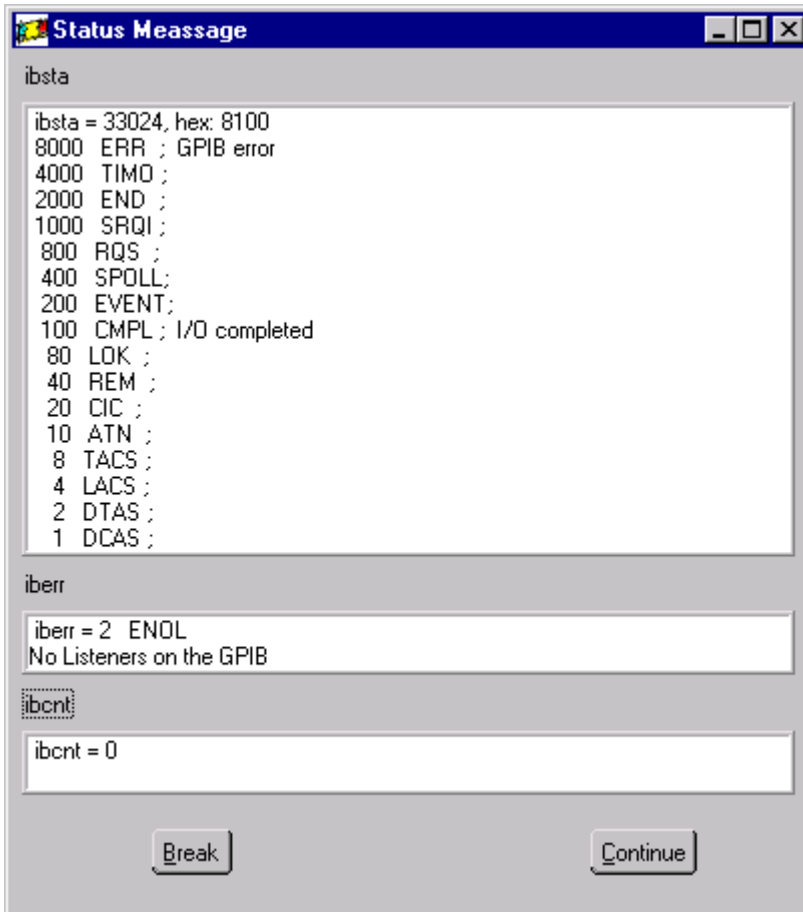 Status Meassage
ibsta
ibsta = 33024, hex: 8100
8000 ERR ; GPIB error
4000 TIMO ;
2000 END ;
1000 SRQI ;
800 RQS ;
400 SPOLL;
200 EVENT;
100 CMPL ; I/O completed
80 LOK ;
40 REM ;
20 CIC ;
10 ATN ;
8 TACS ;
4 LACS ;
2 DTAS ;
1 DCAS ;
iberr
iberr = 2 ENOL
No Listeners on the GPIB
ibcnt
ibcnt = 0
Break
Continue